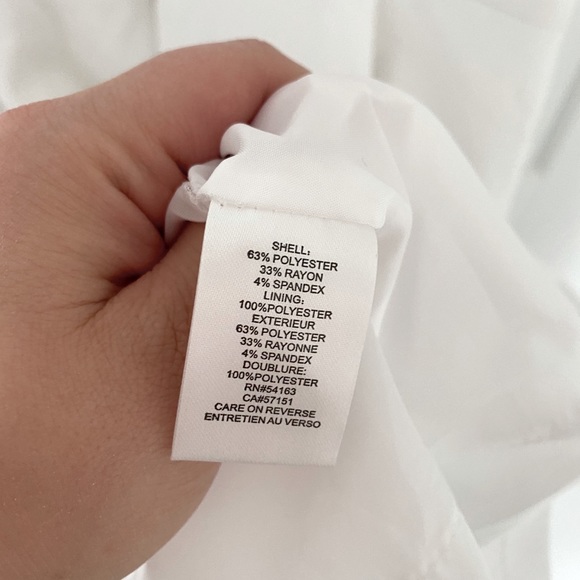 SHELL:
63% POLYESTER
33% RAYON
4% SPANDEX
LINING:
100%POLYESTER
EXTERIEUR
63% POLYESTER
33% RAYONNE
4% SPANDEX
DOUBLURE:
100%POLYESTER
RN#54163
CA#57151
CARE ON REVERSE
ENTRETIEN AU VERSO